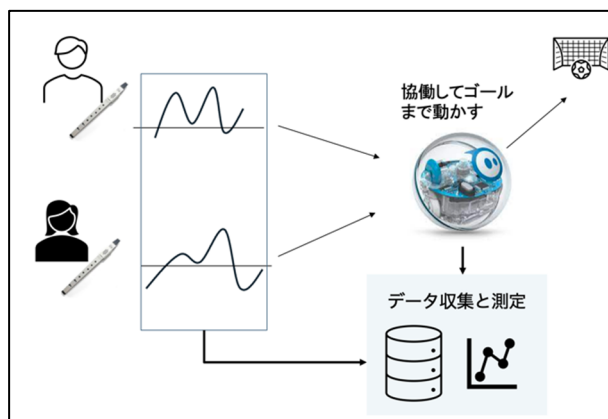 協働してゴール
まで動かす
データ収集と測定